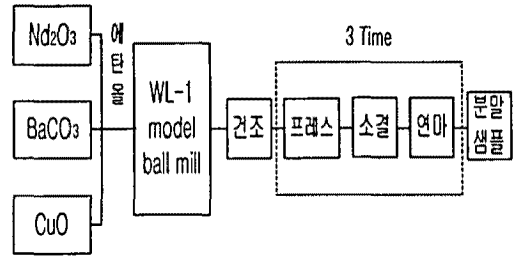 Nd2O3
BaCO3
CuO
에탄올
WL-1
model
ball mill
건조
3 Time
프레스
소결
연마
분말
샘플